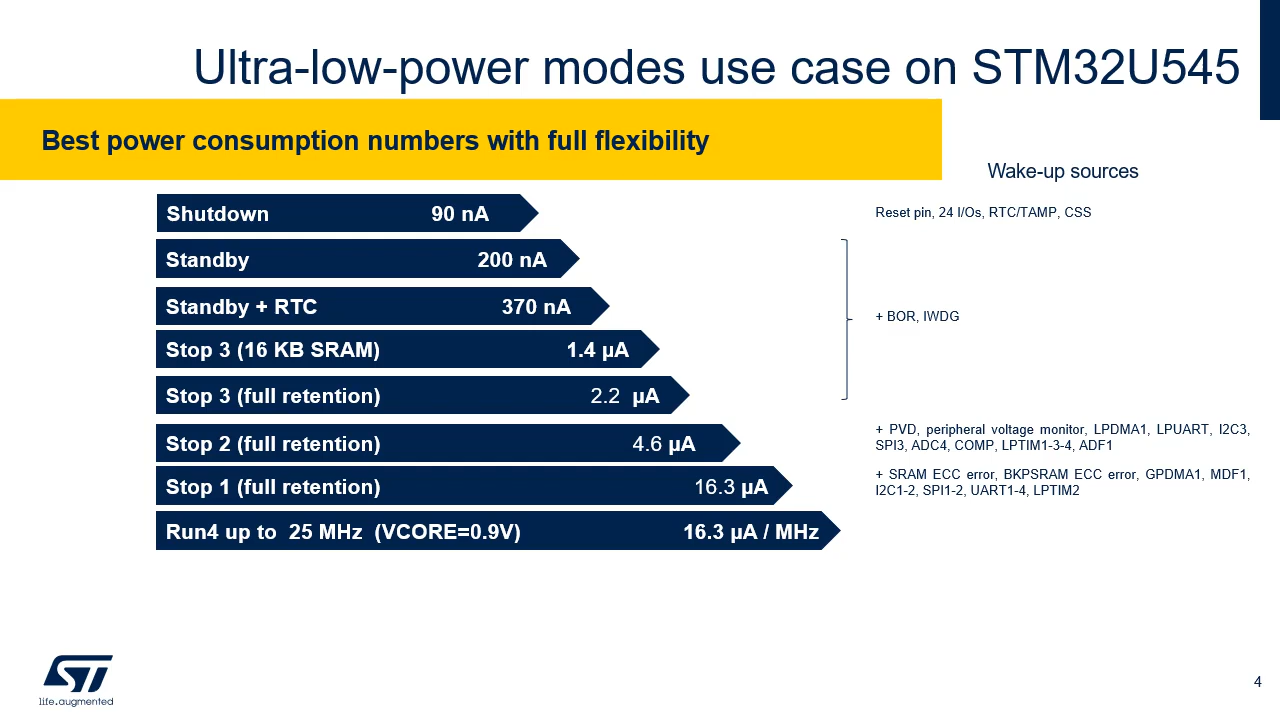 Ultra-low-power modes use case on STM32U545
Best power consumption numbers with full flexibility
Wake-up sources
Shutdown 90 nA
Reset pin, 24 I/Os, RTC/TAMP, CSS
Standby 200 nA
Standby + RTC 370 nA
+ BOR, IWDG
Stop 3 (16 KB SRAM) 1.4 µA
Stop 3 (full retention) 2.2 µA
Stop 2 (full retention) 4.6 µA
+ PVD, peripheral voltage monitor, LPDMA1, LPUART, I2C3,
SPI3, ADC4, COMP, LPTIM1-3-4, ADF1
Stop 1 (full retention) 16.3 µA
+ SRAM ECC error, BKPSRAM ECC error, GPDMA1, MDF1,
I2C1-2, SPI1-2, UART1-4, LPTIM2
Run4 up to 25 MHz (VCORE=0.9V) 16.3 µA / MHz
ST
life.augmented
4